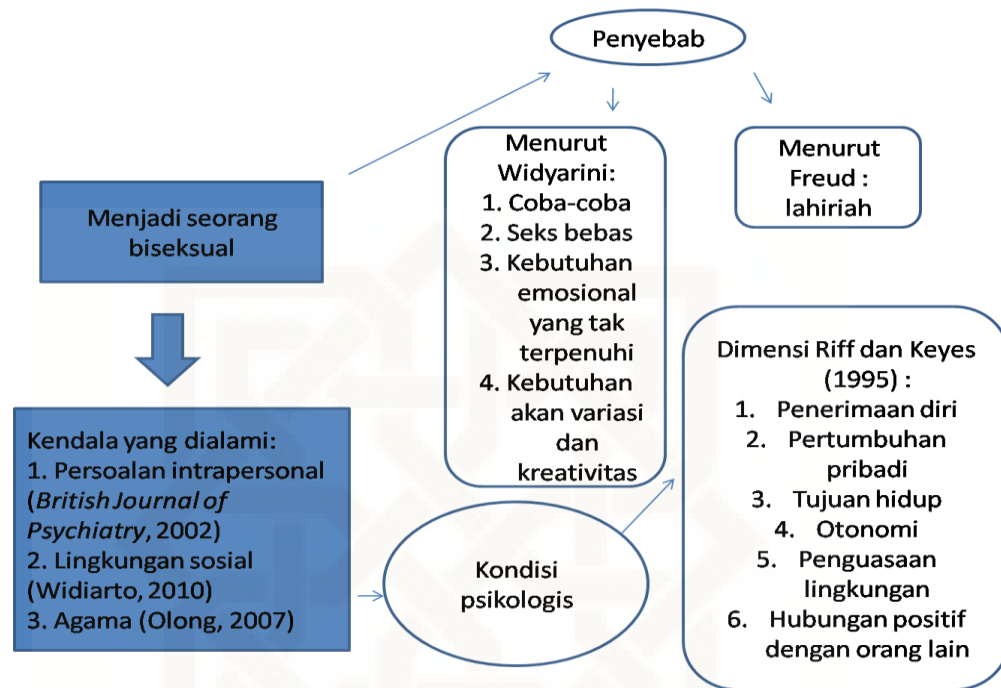 Penyebab
Menurut
Widyarini:
1. Coba-coba
2. Seks bebas
3. Kebutuhan
emosional
yang tak
terpenuhi
4. Kebutuhan
akan variasi
dan
kreativitas
Menurut
Freud :
lahiriah
Menjadi seorang
biseksual
Kendala yang dialami:
1. Persoalan intrapersonal
(British Journal of
Psychiatry, 2002)
2. Lingkungan sosial
(Widiarto, 2010)
3. Agama (Olong, 2007)
Kondisi
psikologis
Dimensi Riff dan Keyes
(1995) :
1. Penerimaan diri
2. Pertumbuhan
pribadi
3. Tujuan hidup
4. Otonomi
5. Penguasaan
lingkungan
6. Hubungan positif
dengan orang lain